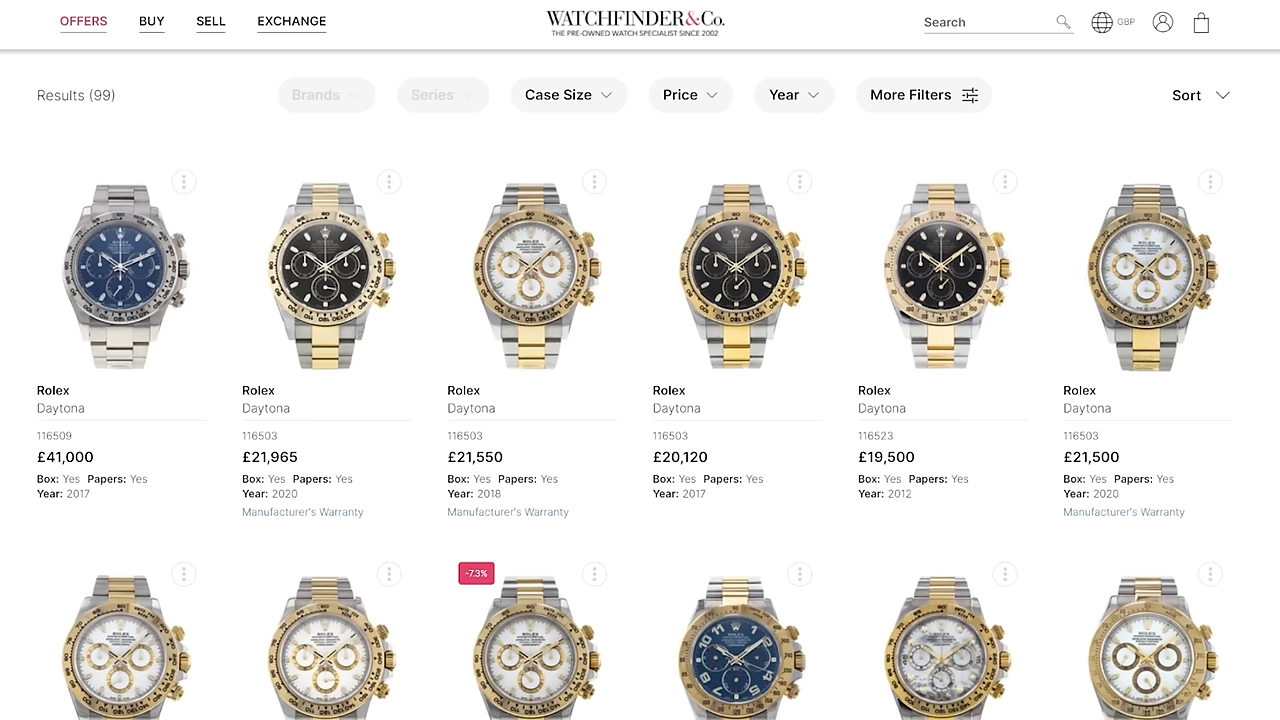 OFFERS BUY SELL EXCHANGE WATCHFINDER&Co. Search GBP
THE PRE-OWNED WATCH SPECIALIST SINCE 2002
Results (99) Brands Series Case Size Price Year More Filters Sort
Rolex Rolex Rolex Rolex Rolex Rolex
Daytona Daytona Daytona Daytona Daytona Daytona
116509 116503 116503 116503 116523 116503
£41,000 £21,965 £21,550 £20,120 £19,500 £21,500
Box: Yes Papers: Yes Box: Yes Papers: Yes Box: Yes Papers: Yes Box: Yes Papers: Yes Box: Yes Papers: Yes Box: Yes Papers: Yes
Year: 2017 Year: 2020 Year: 2018 Year: 2017 Year: 2012 Year: 2020
Manufacturer's Warranty Manufacturer's Warranty Manufacturer's Warranty
-7.3%